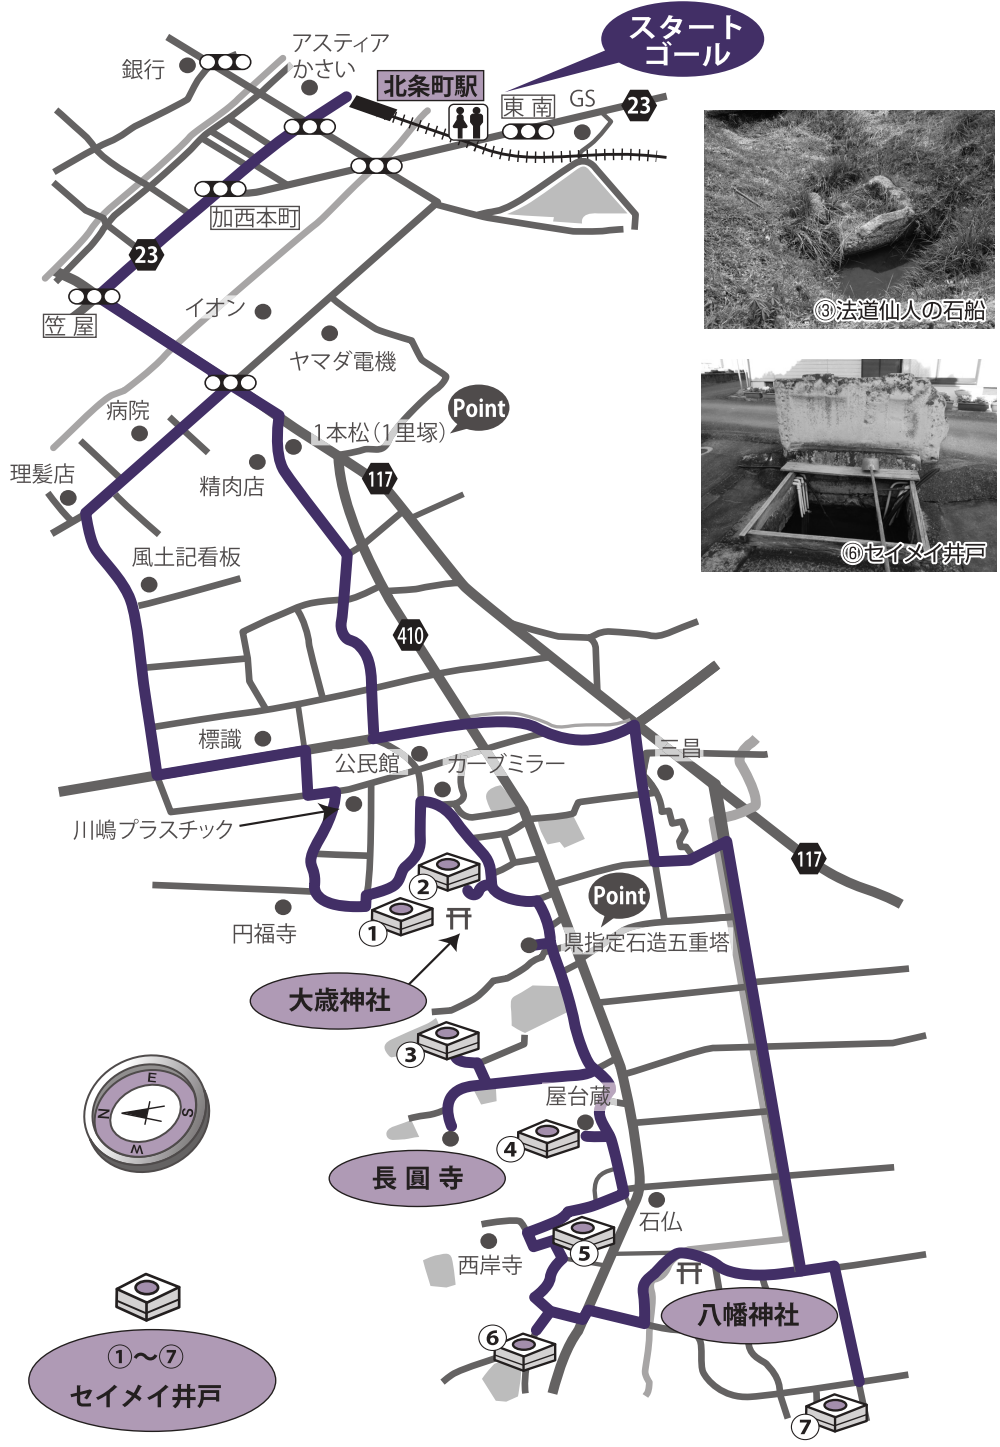 スタート
ゴール
アスティア
かさい
銀行
北条町駅
東南
GS
23
加西本町
23
③法道仙人の石船
笠屋
イオン
ヤマダ電機
Point
病院
1本松（1里塚）
理髪店
精肉店
117
⑥セイメイ井戸
風土記看板
410
標識
公民館
カーブミラー
三昌
川嶋プラスチック
117
②
Point
①
円福寺
県指定石造五重塔
大歳神社
③
屋台蔵
E
N
S
W
④
長圓寺
石仏
⑤
西岸寺
八幡神社
⑥
①〜⑦
セイメイ井戸
⑦